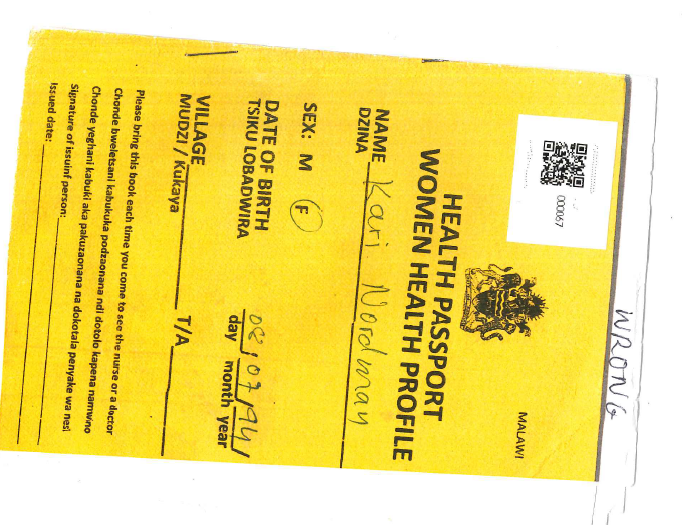 WRONG
MALAWI
000067
HEALTH PASSPORT
WOMEN HEALTH PROFILE
NAME Kari Nordmay
DZINA
SEX: M F
DATE OF BIRTH 08/07/94/
TSIKU LOBADWIRA day month year
VILLAGE T/A
MUDZI / Kukaya
Please bring this book each time you come to see the nurse or a doctor
Chonde bweletsani kabukuka podzaonana ndi dotolo kapena namwino
Chonde yeghani kabuki aka pakuzaonana na dokotala penyake wa nesi
Signature of issuinf person:
Issued date: